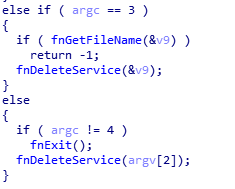 else if ( argc == 3 )
{
  if ( fnGetFileName(&v9) )
    return -1;
  fnDeleteService(&v9);
}
else
{
  if ( argc != 4 )
    fnExit();
  fnDeleteService(argv[2]);
}